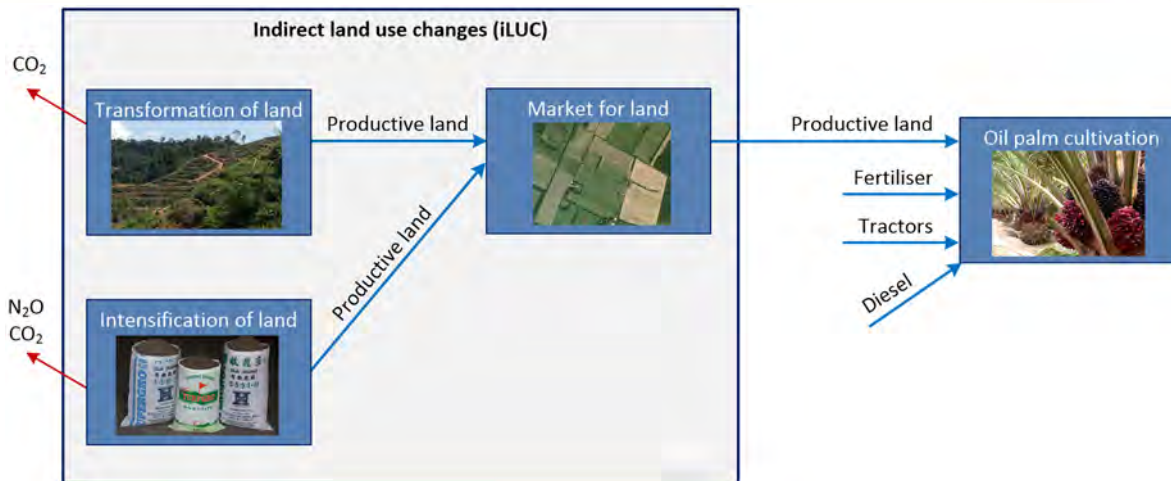 Indirect land use changes (iLUC)
CO₂
Transformation of land
Productive land
Market for land
Productive land
Oil palm cultivation
Fertiliser
Tractors
Diesel
Productive land
N₂O
CO₂
Intensification of land